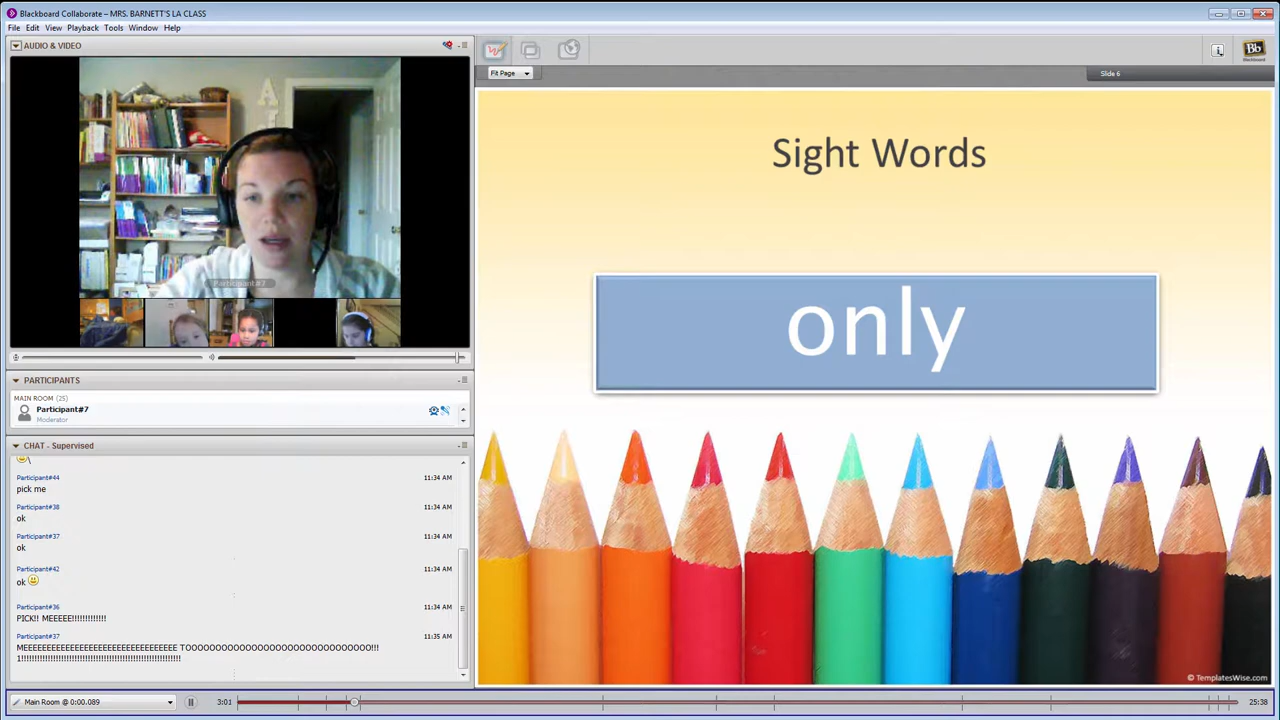 Blackboard Collaborate – MRS. BARNETT'S LA CLASS
File Edit View Playback Tools Window Help
AUDIO & VIDEO
Participant#7
PARTICIPANTS
MAIN ROOM (25)
Participant#7
Moderator
CHAT - Supervised
Participant#44 11:34 AM
pick me
Participant#38 11:34 AM
ok
Participant#37 11:34 AM
ok
Participant#42 11:34 AM
ok
Participant#36 11:34 AM
PICK!! MEEEEE!!!!!!!!!!!!!
Participant#37 11:35 AM
Main Room @ 0:00.089
3:01
25:38
Fit Page
Slide 6
Bb
Blackboard
Sight Words
only
© TemplatesWise.com